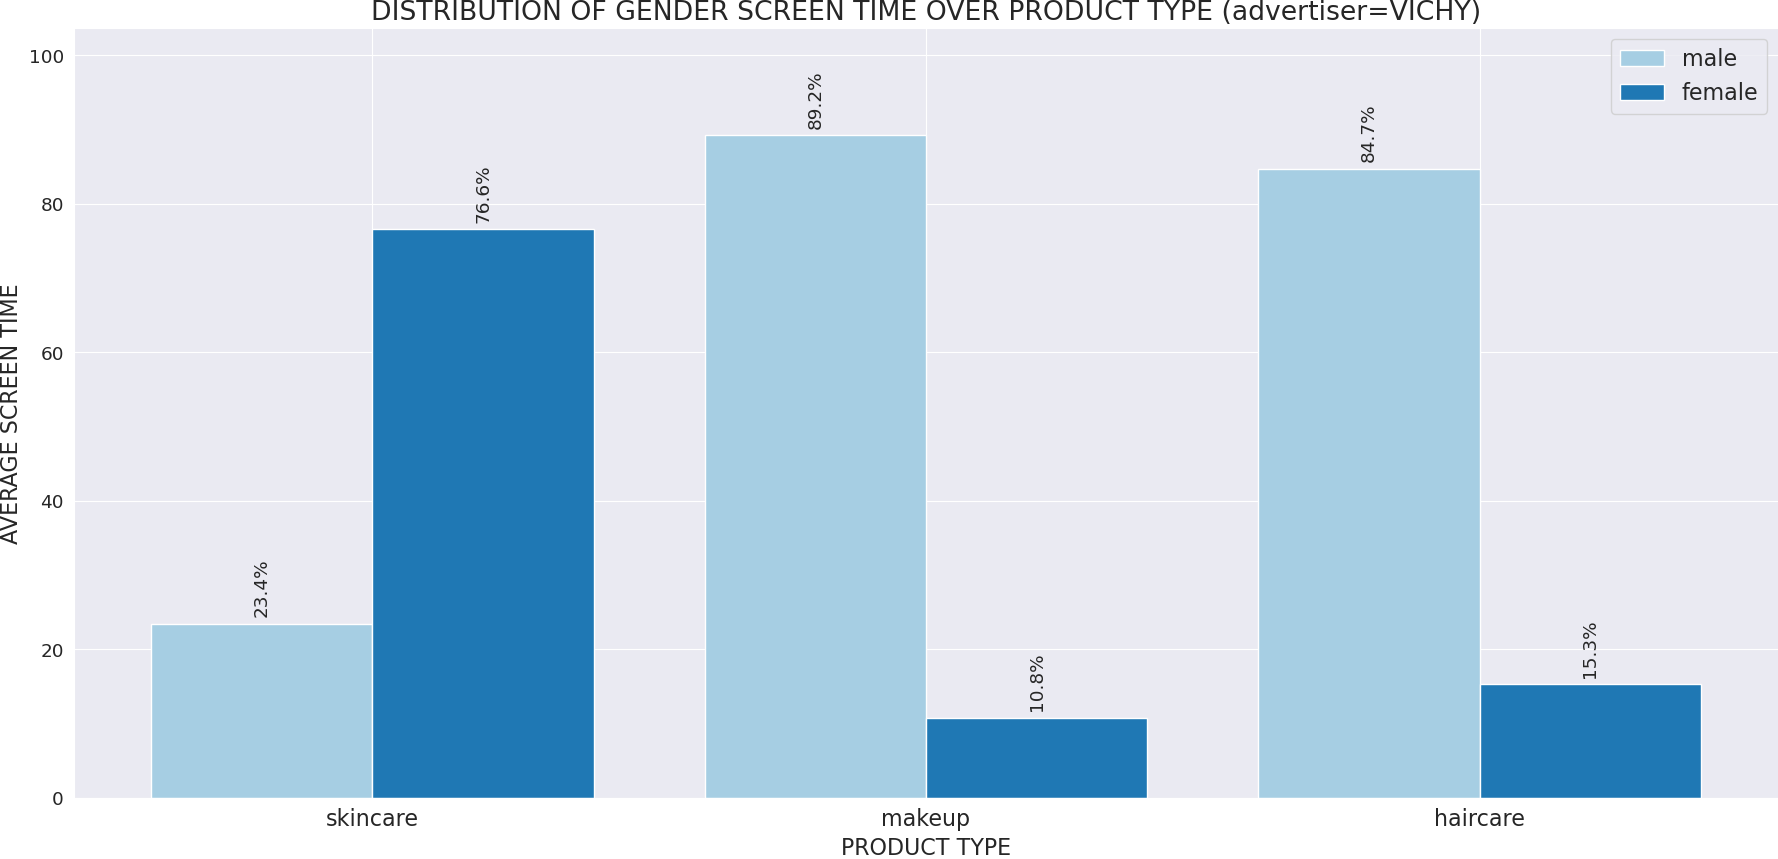 DISTRIBUTION OF GENDER SCREEN TIME OVER PRODUCT TYPE (advertiser=VICHY)
male
female
AVERAGE SCREEN TIME
100
80
60
40
20
0
23.4%
76.6%
89.2%
10.8%
84.7%
15.3%
skincare
makeup
haircare
PRODUCT TYPE